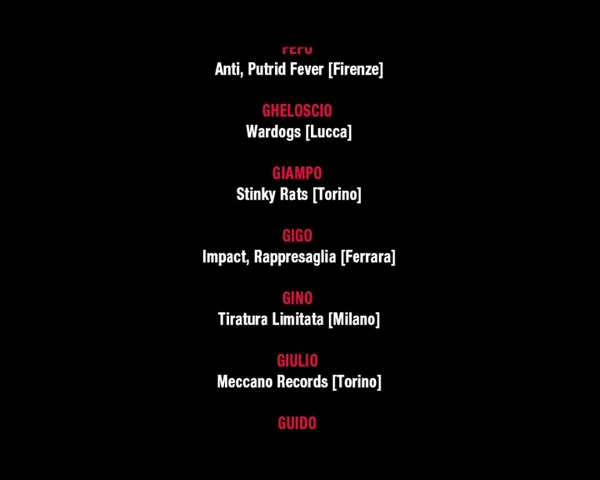 Anti, Putrid Fever [Firenze]
GHELOSCIO
Wardogs [Lucca]
GIAMPO
Stinky Rats [Torino]
GIGO
Impact, Rappresaglia [Ferrara]
GINO
Tiratura Limitata [Milano]
GIULIO
Meccano Records [Torino]
GUIDO